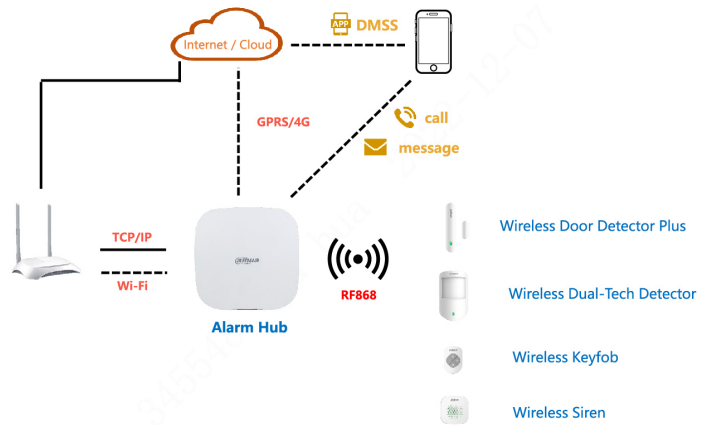 APP DMSS
Internet / Cloud
GPRS/4G
call
message
Wireless Door Detector Plus
TCP/IP
alhua
Wi-Fi
RF868
Wireless Dual-Tech Detector
Alarm Hub
Wireless Keyfob
Wireless Siren